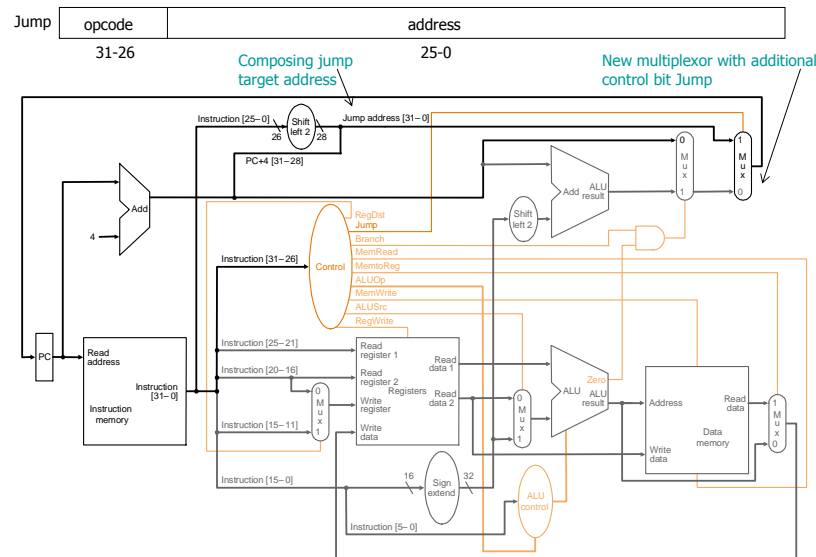 Jump
opcode
address
31-26
25-0
Composing jump
target address
New multiplexor with additional
control bit Jump
Instruction [25–0]
Shift
left 2
Jump address [31–0]
26
28
PC+4 [31–28]
0
M
u
x
1
1
M
u
x
0
Add
4
Add
ALU
result
Shift
left 2
RegDst
Jump
Branch
MemRead
MemtoReg
ALUOp
MemWrite
ALUSrc
RegWrite
Instruction [31–26]
Control
PC
Read
address
Instruction
[31–0]
Instruction
memory
Instruction [25–21]
Instruction [20–16]
Instruction [15–11]
0
M
u
x
1
Read
register 1
Read
register 2
Write
register
Write
data
Registers
Read
data 1
Read
data 2
0
M
u
x
1
Zero
ALU
ALU
result
Address
Read
data
Data
memory
Write
data
1
M
u
x
0
Instruction [15–0]
16
Sign
extend
32
ALU
control
Instruction [5–0]